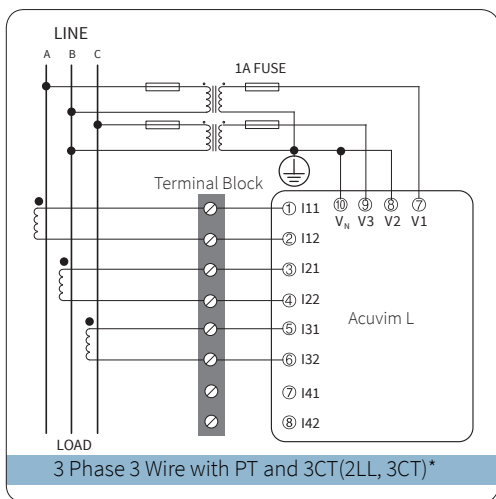 LINE
A B C
1A FUSE
Terminal Block
⑩ ⑨ ⑧ ⑦
VN V3 V2 V1
① I11
② I12
③ I21
④ I22
Acuvim L
⑤ I31
⑥ I32
⑦ I41
⑧ I42
LOAD
3 Phase 3 Wire with PT and 3CT(2LL, 3CT)*